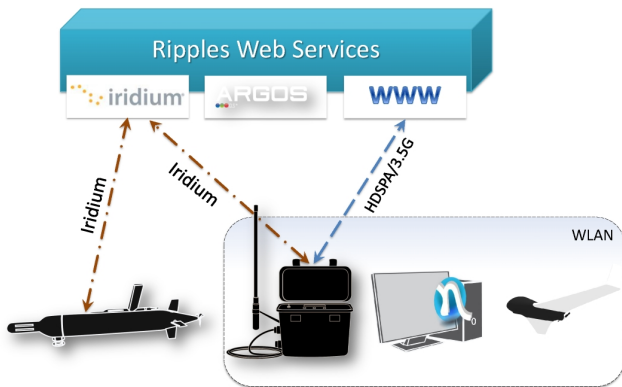 Ripples Web Services
iridium
ARGOS
WWW
Iridium
Iridium
HDSPA/3.5G
WLAN
n